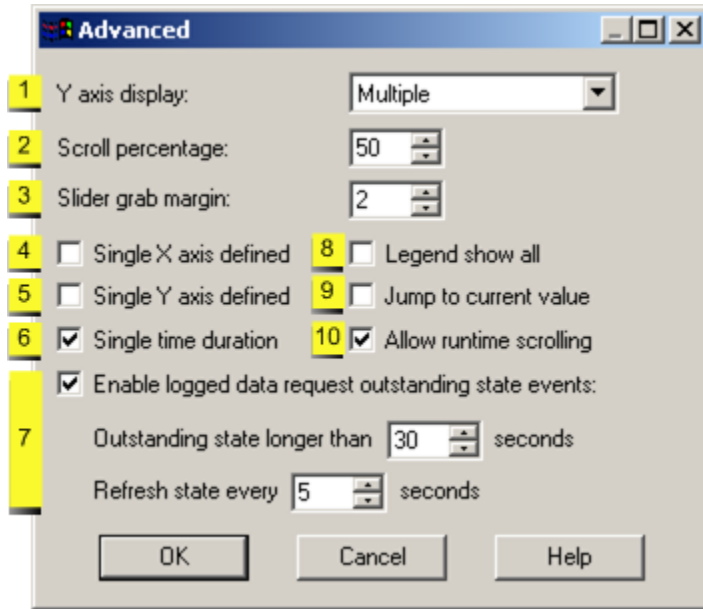 Advanced
1 Y axis display: Multiple
2 Scroll percentage: 50
3 Slider grab margin: 2
4 Single X axis defined 8 Legend show all
5 Single Y axis defined 9 Jump to current value
6 Single time duration 10 Allow runtime scrolling
Enable logged data request outstanding state events:
7 Outstanding state longer than 30 seconds
Refresh state every 5 seconds
OK Cancel Help